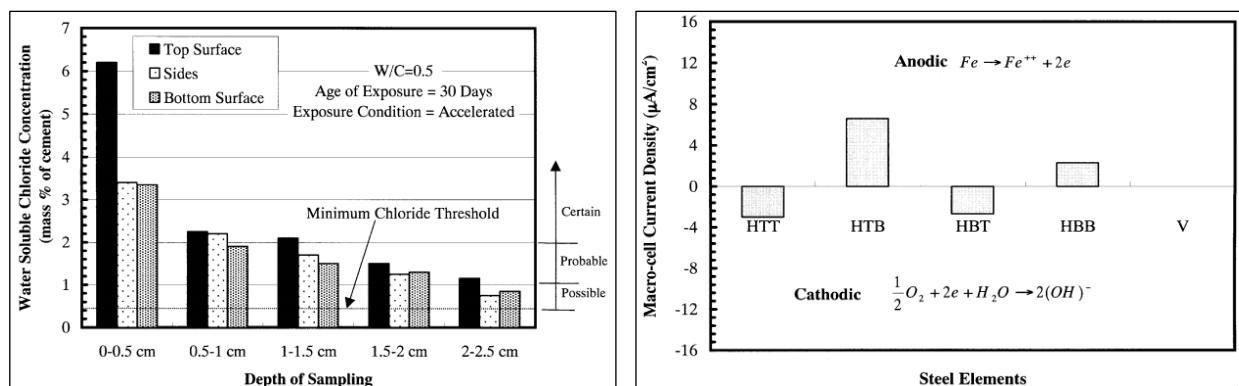 Water Soluble Chloride Concentration
(mass % of cement)
7
6
5
4
3
2
1
0
Top Surface
Sides
Bottom Surface
W/C=0.5
Age of Exposure = 30 Days
Exposure Condition = Accelerated
Minimum Chloride Threshold
Certain
Probable
Possible
0-0.5 cm
0.5-1 cm
1-1.5 cm
1.5-2 cm
2-2.5 cm
Depth of Sampling
Macro-cell Current Density (µA/cm²)
16
12
8
4
0
-4
-8
-12
-16
Anodic Fe → Fe⁺⁺ + 2e
HTT
HTB
HBT
HBB
V
Cathodic 1/2 O₂ + 2e + H₂O → 2(OH)⁻
Steel Elements